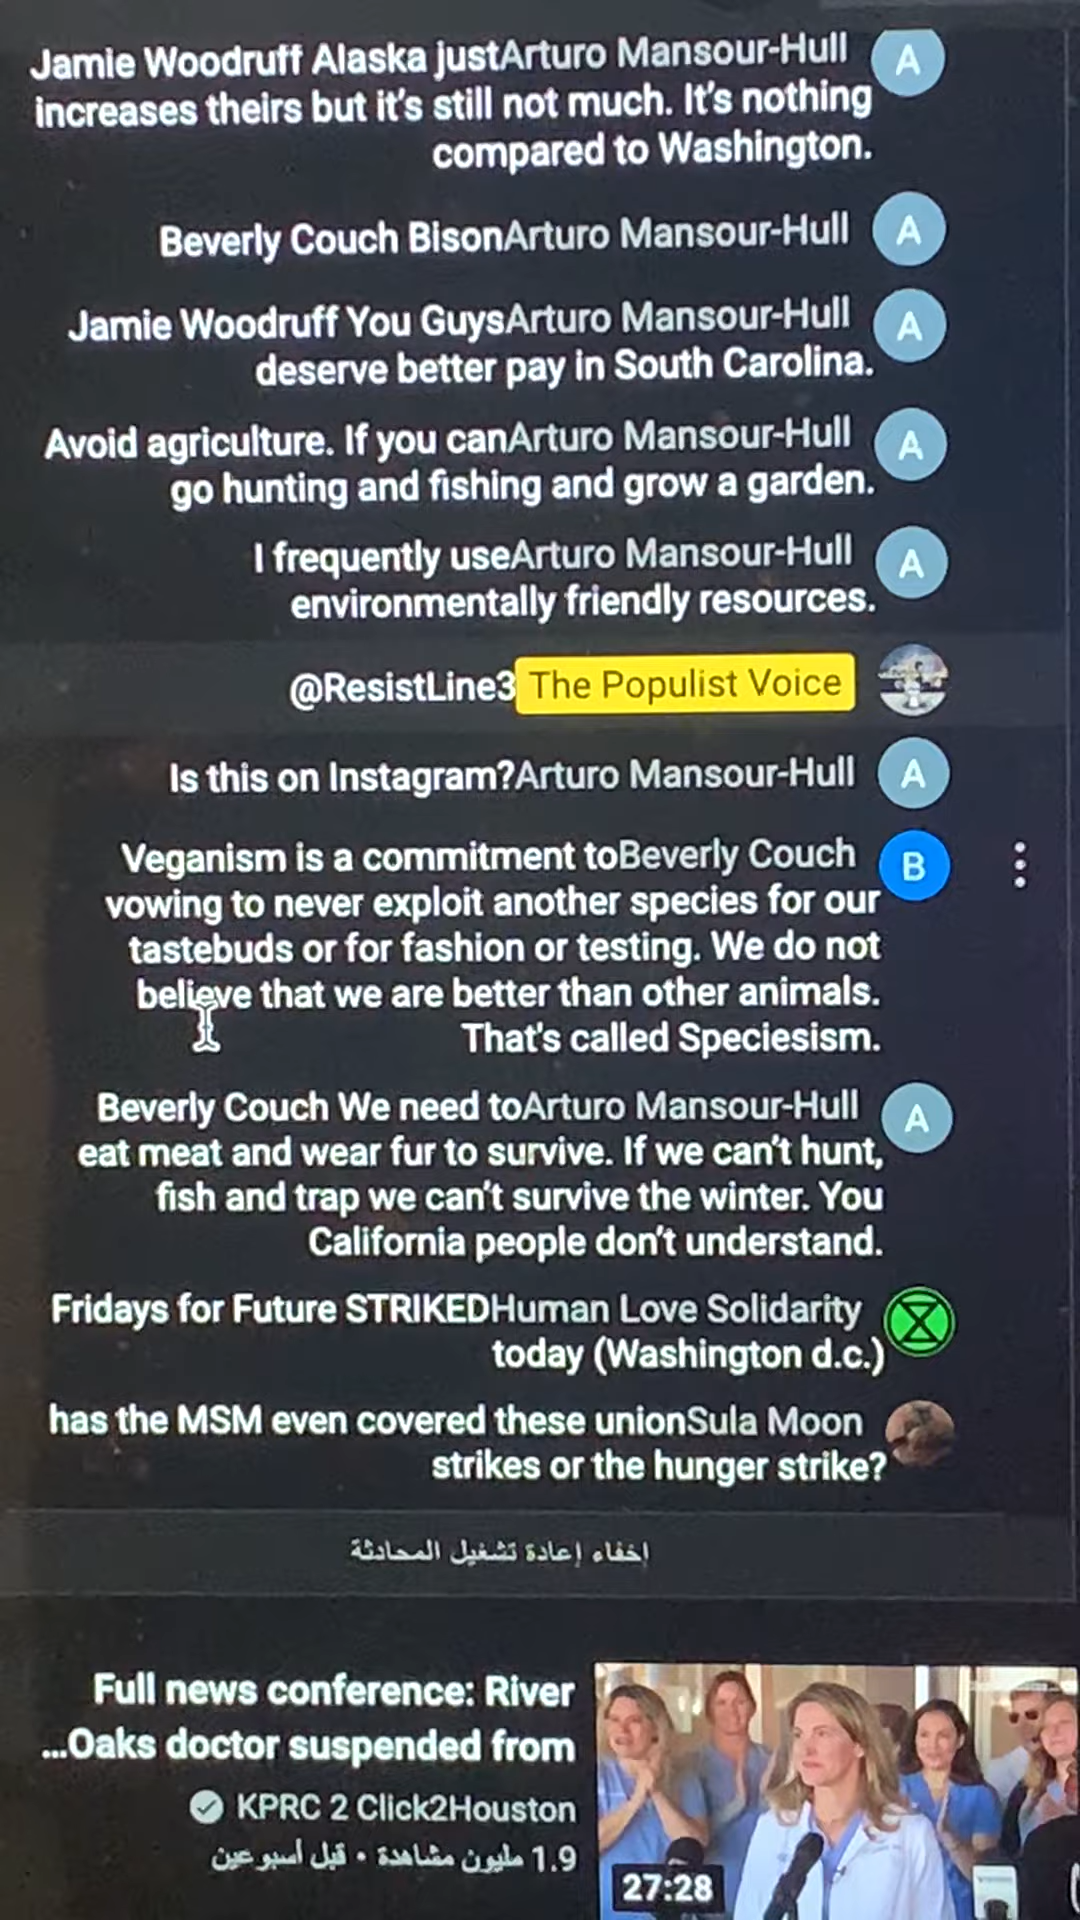 Jamie Woodruff Alaska justArturo Mansour-Hull
A
increases theirs but it's still not much. It's nothing
compared to Washington.
Beverly Couch BisonArturo Mansour-Hull
A
Jamie Woodruff You GuysArturo Mansour-Hull
A
deserve better pay in South Carolina.
Avoid agriculture. If you canArturo Mansour-Hull
A
go hunting and fishing and grow a garden.
I frequently useArturo Mansour-Hull
A
environmentally friendly resources.
@ResistLine3 The Populist Voice
Is this on Instagram?Arturo Mansour-Hull
A
Veganism is a commitment toBeverly Couch
B
vowing to never exploit another species for our
tastebuds or for fashion or testing. We do not
believe that we are better than other animals.
That's called Speciesism.
Beverly Couch We need toArturo Mansour-Hull
A
eat meat and wear fur to survive. If we can't hunt,
fish and trap we can't survive the winter. You
California people don't understand.
Fridays for Future STRIKEDHuman Love Solidarity
today (Washington d.c.)
has the MSM even covered these unionSula Moon
strikes or the hunger strike?
إخفاء إعادة تشغيل المحادثة
Full news conference: River
...Oaks doctor suspended from
KPRC 2 Click2Houston
1.9 مليون مشاهدة • قبل أسبوعين
27:28